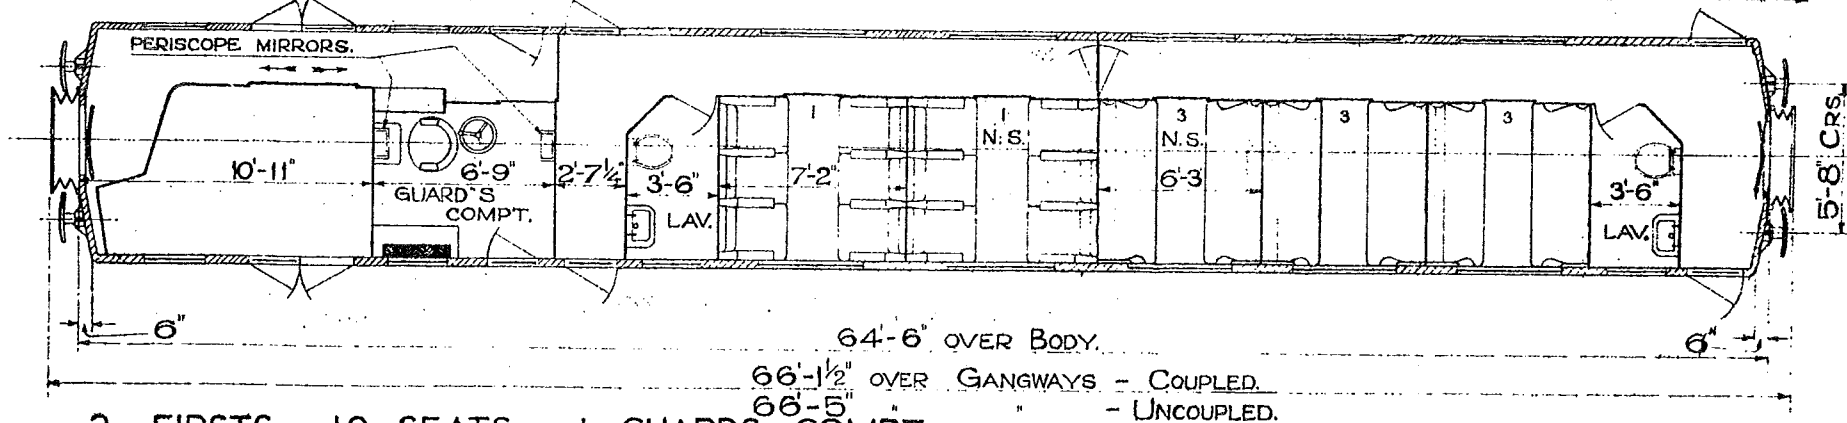 PERISCOPE MIRRORS.
10'-11"
6'-9"
GUARD'S
COMP'T.
2'-7¼"
3'-6"
LAV.
1
7'-2"
1
N.S.
3
N.S.
6'-3"
3
3
3'-6"
LAV.
5'-8" CRS.
6"
64'-6" OVER BODY.
6"
66'-1½" OVER GANGWAYS - COUPLED.
66'-5" " " - UNCOUPLED.